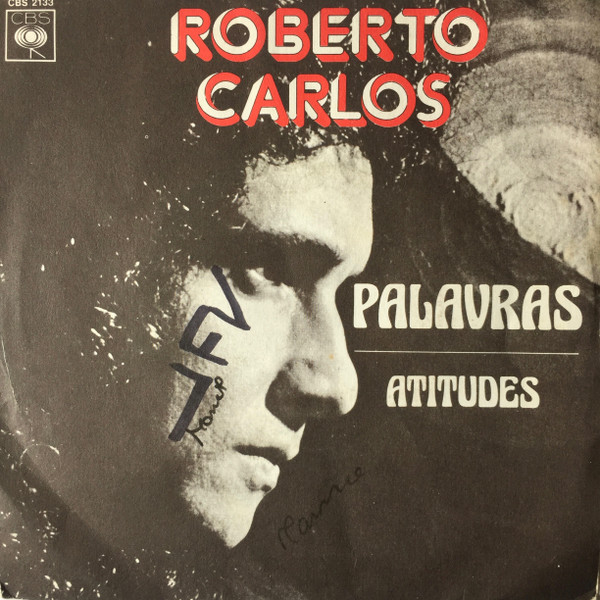 CBS 2133
CBS
ROBERTO
CARLOS
PALAVRAS
ATITUDES